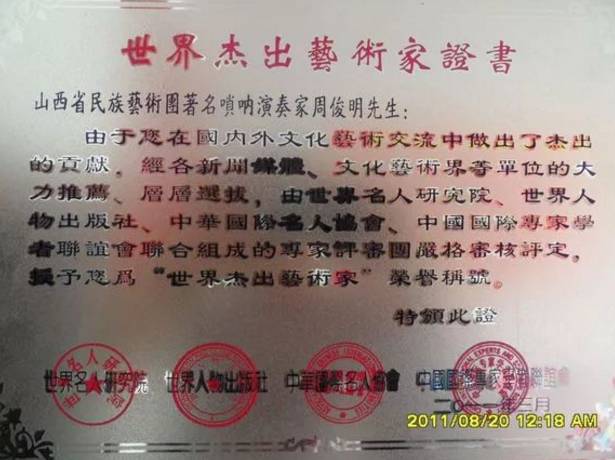 世界杰出藝術家證書
山西省民族藝術團著名嗩吶演奏家周俊明先生：
由于您在國内外文化藝術交流中做出了杰出
的貢獻，經各新聞媒體、文化藝術界等單位的大
力推薦、層層選拔，由世界名人研究院、世界人
物出版社、中華國際名人協會、中國國際專家學
者聯誼會聯合組成的專家評審團嚴格審核評定，
授予您爲“世界杰出藝術家”榮譽稱號。
特頒此證
世界名人研究院 世界人物出版社 中華國際名人協會 中國國際專家學者聯誼會
二〇一一年三月
2011/08/20 12:18 AM